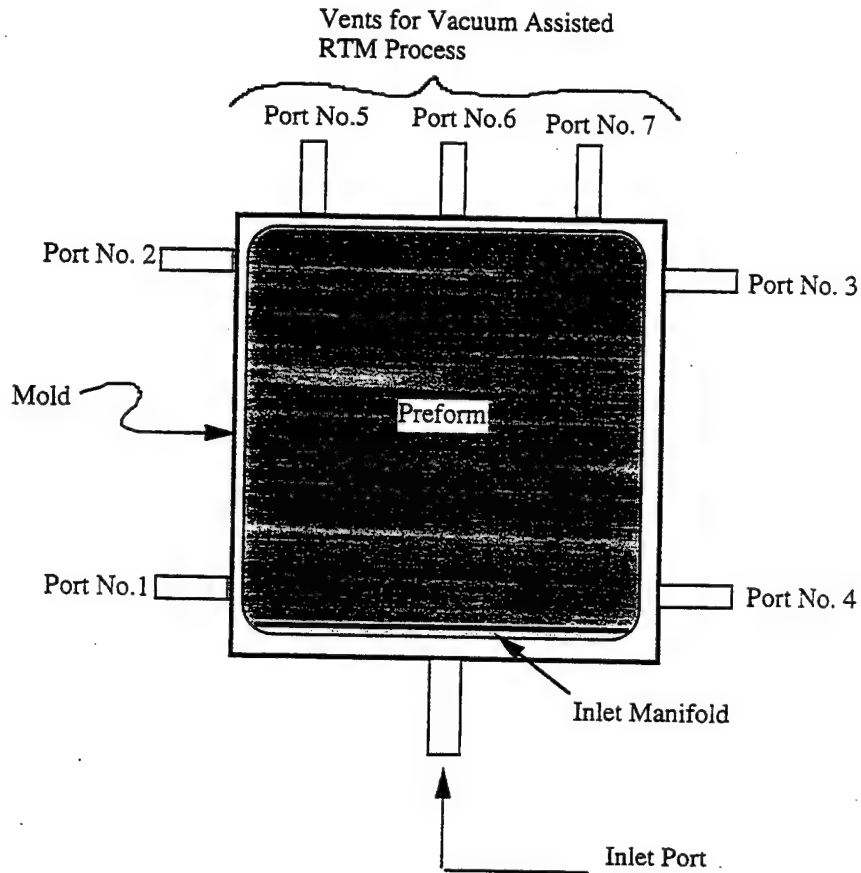 Vents for Vacuum Assisted
RTM Process
Port No.5
Port No.6
Port No. 7
Port No. 2
Port No. 3
Mold
Preform
Port No.1
Port No. 4
Inlet Manifold
Inlet Port